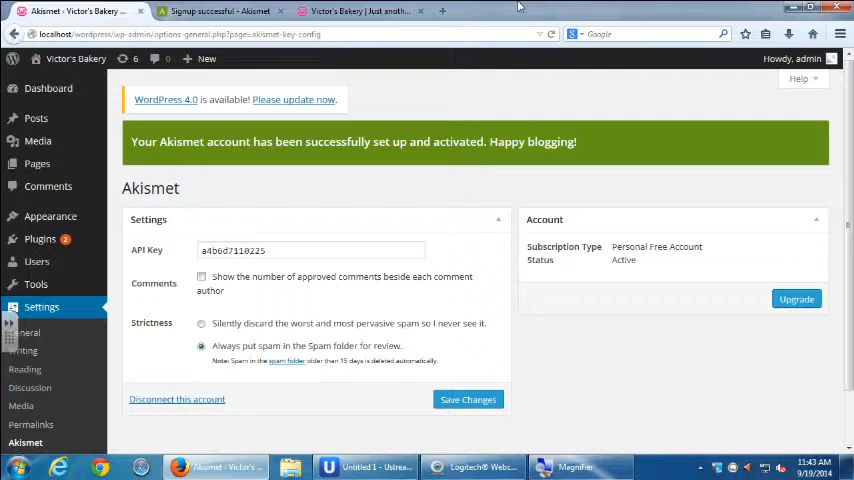 Akismet ‹ Victor's Bakery ...
Signup successful - Akismet
Victor's Bakery | Just anoth...
localhost/wordpress/wp-admin/options-general.php?page=akismet-key-config
Google
Victor's Bakery
6
0
New
Howdy, admin
Help
Dashboard
Posts
Media
Pages
Comments
Appearance
Plugins 2
Users
Tools
Settings
eneral
Writing
Reading
Discussion
Media
Permalinks
Akismet
WordPress 4.0 is available! Please update now.
Your Akismet account has been successfully set up and activated. Happy blogging!
Akismet
Settings
API Key
a4b6d7110225
Comments
Show the number of approved comments beside each comment
author
Strictness
Silently discard the worst and most pervasive spam so I never see it.
Always put spam in the Spam folder for review.
Note: Spam in the spam folder older than 15 days is deleted automatically.
Disconnect this account
Save Changes
Account
Subscription Type Personal Free Account
Status Active
Upgrade
Akismet ‹ Victor's ...
Untitled 1 - Ustrea...
Logitech® Webc...
Magnifier
11:43 AM
9/19/2014